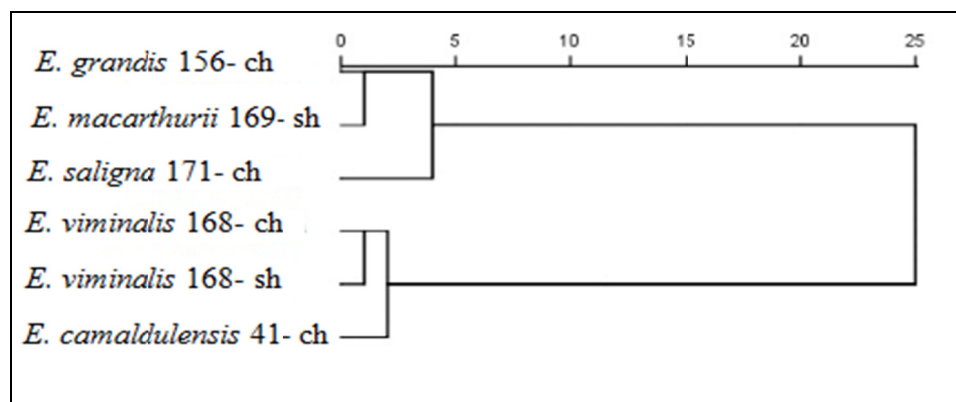 0 5 10 15 20 25
E. grandis 156- ch
E. macarthurii 169- sh
E. saligna 171- ch
E. viminalis 168- ch
E. viminalis 168- sh
E. camaldulensis 41- ch